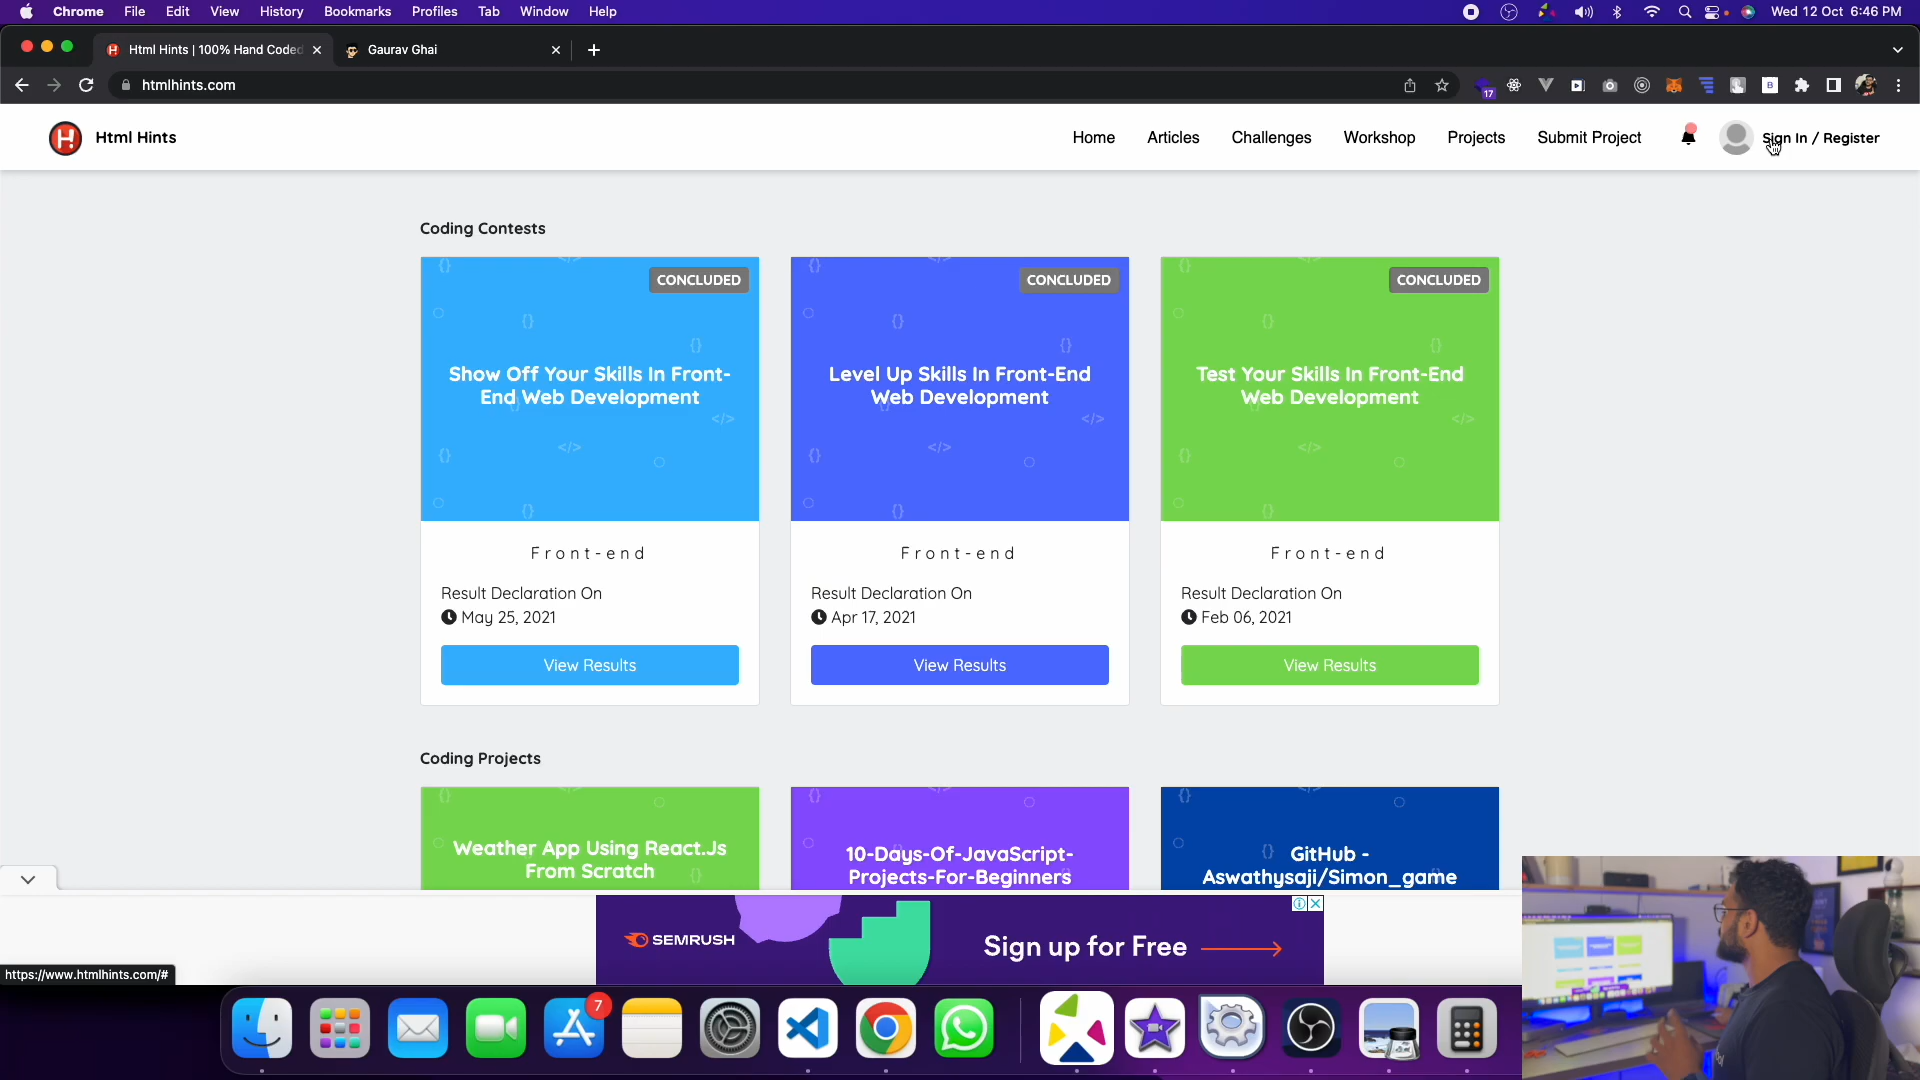 Chrome File Edit View History Bookmarks Profiles Tab Window Help
Wed 12 Oct 6:46 PM
Html Hints | 100% Hand Coded
Gaurav Ghai
htmlhints.com
17
B
H
Html Hints
Home Articles Challenges Workshop Projects Submit Project Sign In / Register
Coding Contests
CONCLUDED
CONCLUDED
CONCLUDED
Show Off Your Skills In Front-
End Web Development
Level Up Skills In Front-End
Web Development
Test Your Skills In Front-End
Web Development
Front-end
Front-end
Front-end
Result Declaration On
May 25, 2021
Result Declaration On
Apr 17, 2021
Result Declaration On
Feb 06, 2021
View Results
View Results
View Results
Coding Projects
Weather App Using React.Js
From Scratch
10-Days-Of-JavaScript-
Projects-For-Beginners
GitHub -
Aswathysaji/Simon_game
SEMRUSH
Sign up for Free
https://www.htmlhints.com/#
7